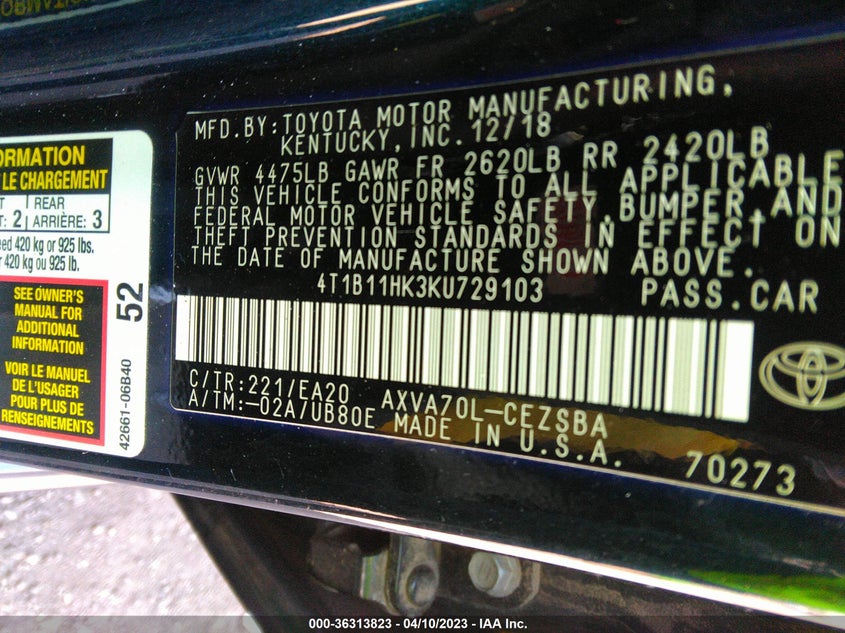 ORMATION
LE CHARGEMENT
REAR
2 ARRIÈRE: 3
eed 420 kg or 925 lbs.
420 kg ou 925 lb.
SEE OWNER'S
MANUAL FOR
ADDITIONAL
INFORMATION
VOIR LE MANUEL
DE L'USAGER
POUR PLUS DE
RENSEIGNEMENTS
52
42661-06B40
MFD.BY:TOYOTA MOTOR MANUFACTURING,
KENTUCKY,INC.12/18
GVWR 4475LB GAWR FR 2620LB RR 2420LB
THIS VEHICLE CONFORMS TO ALL APPLICABLE
FEDERAL MOTOR VEHICLE SAFETY,BUMPER,AND
THEFT PREVENTION STANDARDS IN EFFECT ON
THE DATE OF MANUFACTURE SHOWN ABOVE.
4T1B11HK3KU729103 PASS.CAR
C/TR:221/EA20 AXVA70L-CEZSBA
A/TM:-02A/UB80E MADE IN U.S.A.
70273
000-36313823 - 04/10/2023 - IAA Inc.